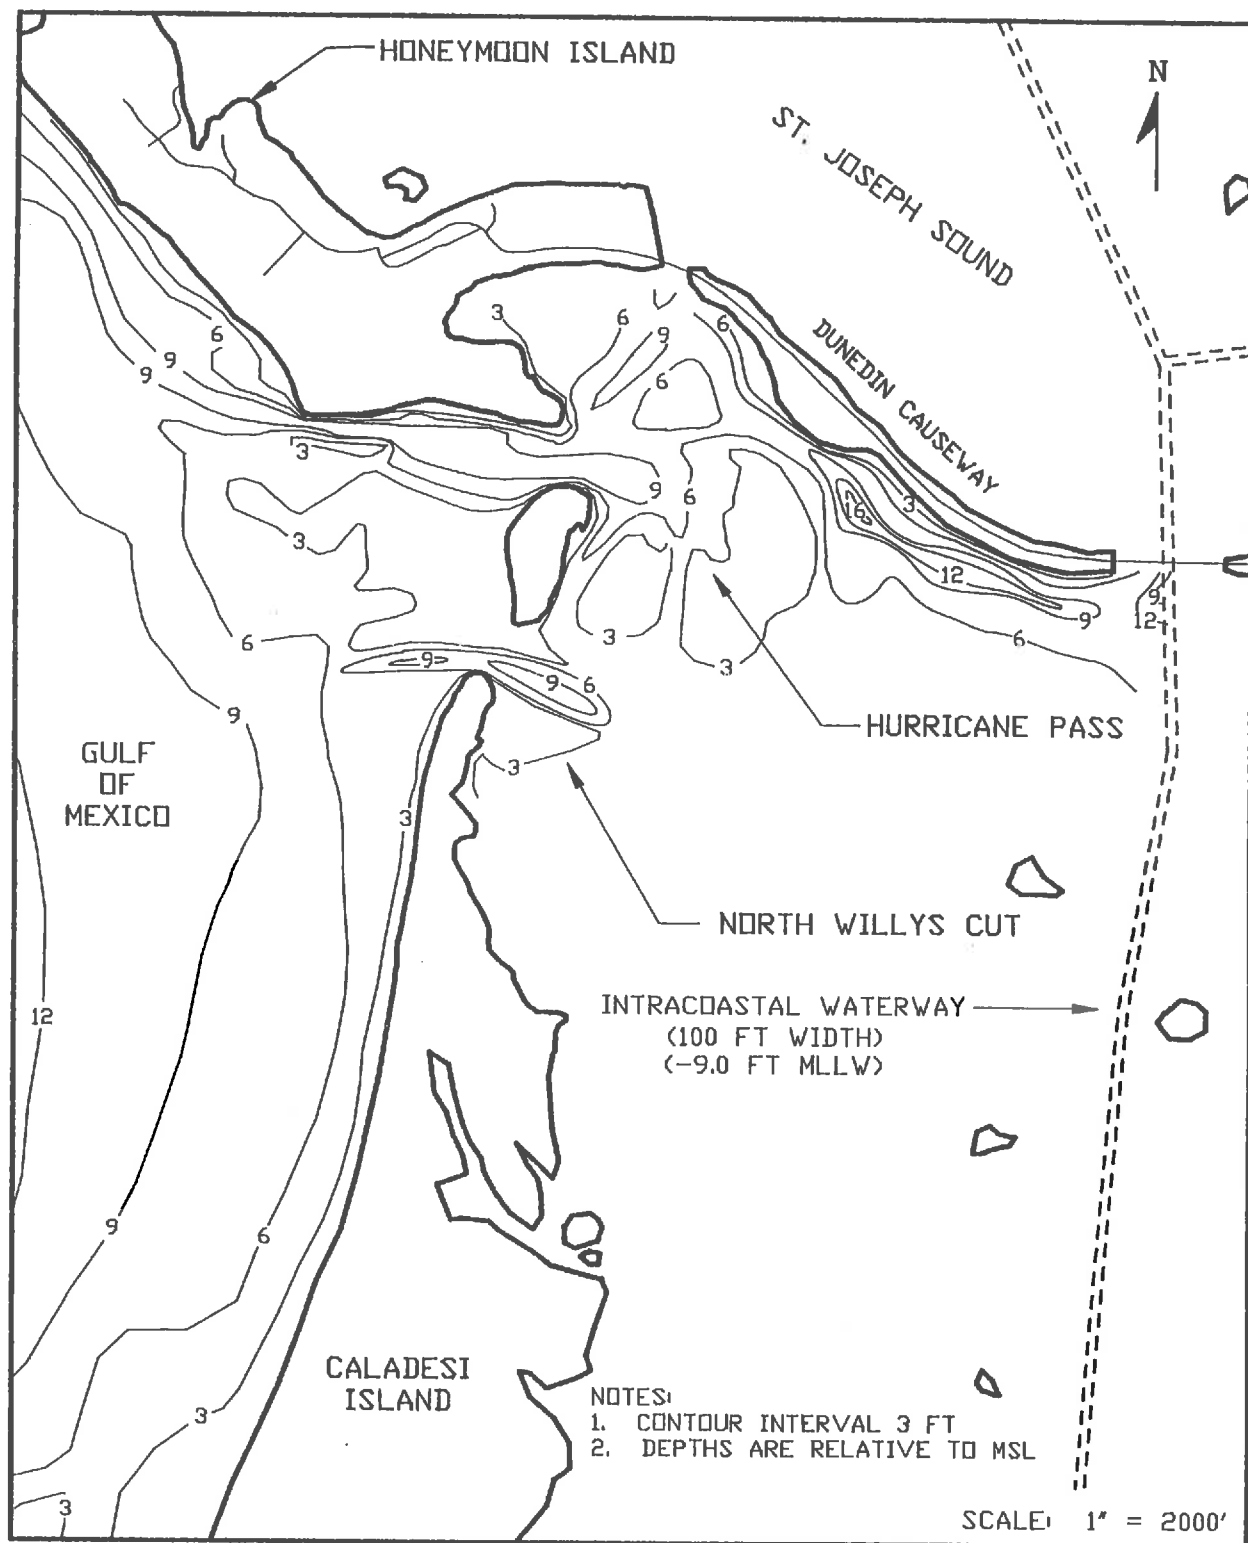 HONEYMOON ISLAND
N
ST. JOSEPH SOUND
DUNEDIN CAUSEWAY
3
6
9
6
6
6
9
9
3
9
6
3
16
3
3
12
9
9
12
6
6
3
3
9
9
6
9
HURRICANE PASS
GULF
OF
MEXICO
3
3
NORTH WILLYS CUT
12
INTRACOASTAL WATERWAY
(100 FT WIDTH)
(-9.0 FT MLLW)
9
6
CALADESI
ISLAND
3
3
NOTES:
1. CONTOUR INTERVAL 3 FT
2. DEPTHS ARE RELATIVE TO MSL
SCALE: 1" = 2000'